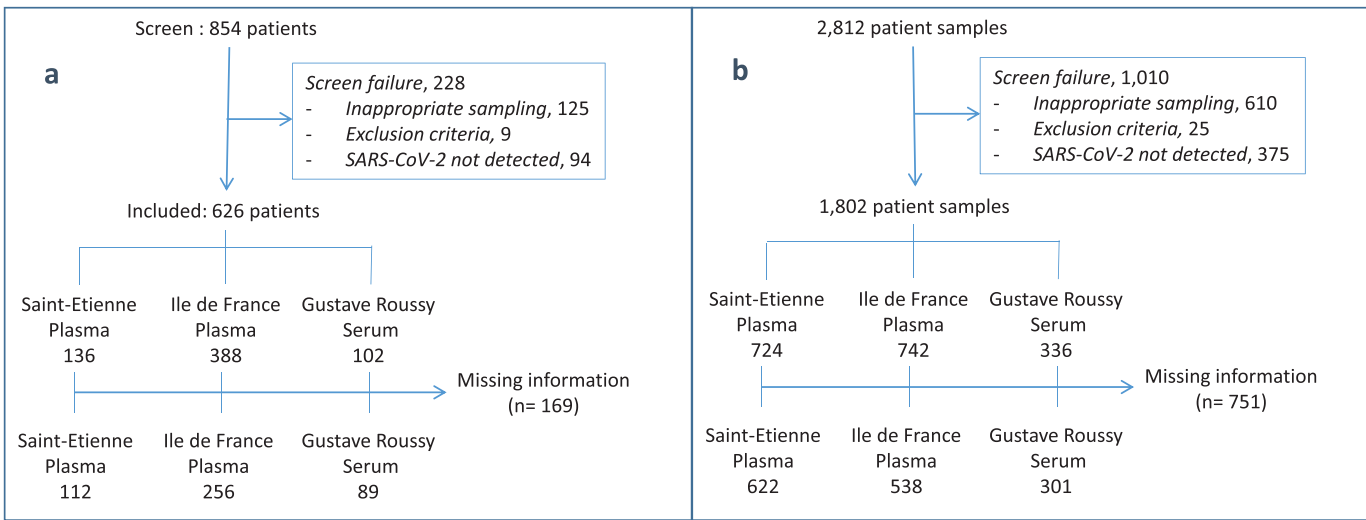 a
Screen : 854 patients
Screen failure, 228
- Inappropriate sampling, 125
- Exclusion criteria, 9
- SARS-CoV-2 not detected, 94
Included: 626 patients
Saint-Etienne
Plasma
136
Ile de France
Plasma
388
Gustave Roussy
Serum
102
Missing information
(n= 169)
Saint-Etienne
Plasma
112
Ile de France
Plasma
256
Gustave Roussy
Serum
89
b
2,812 patient samples
Screen failure, 1,010
- Inappropriate sampling, 610
- Exclusion criteria, 25
- SARS-CoV-2 not detected, 375
1,802 patient samples
Saint-Etienne
Plasma
724
Ile de France
Plasma
742
Gustave Roussy
Serum
336
Missing information
(n= 751)
Saint-Etienne
Plasma
622
Ile de France
Plasma
538
Gustave Roussy
Serum
301